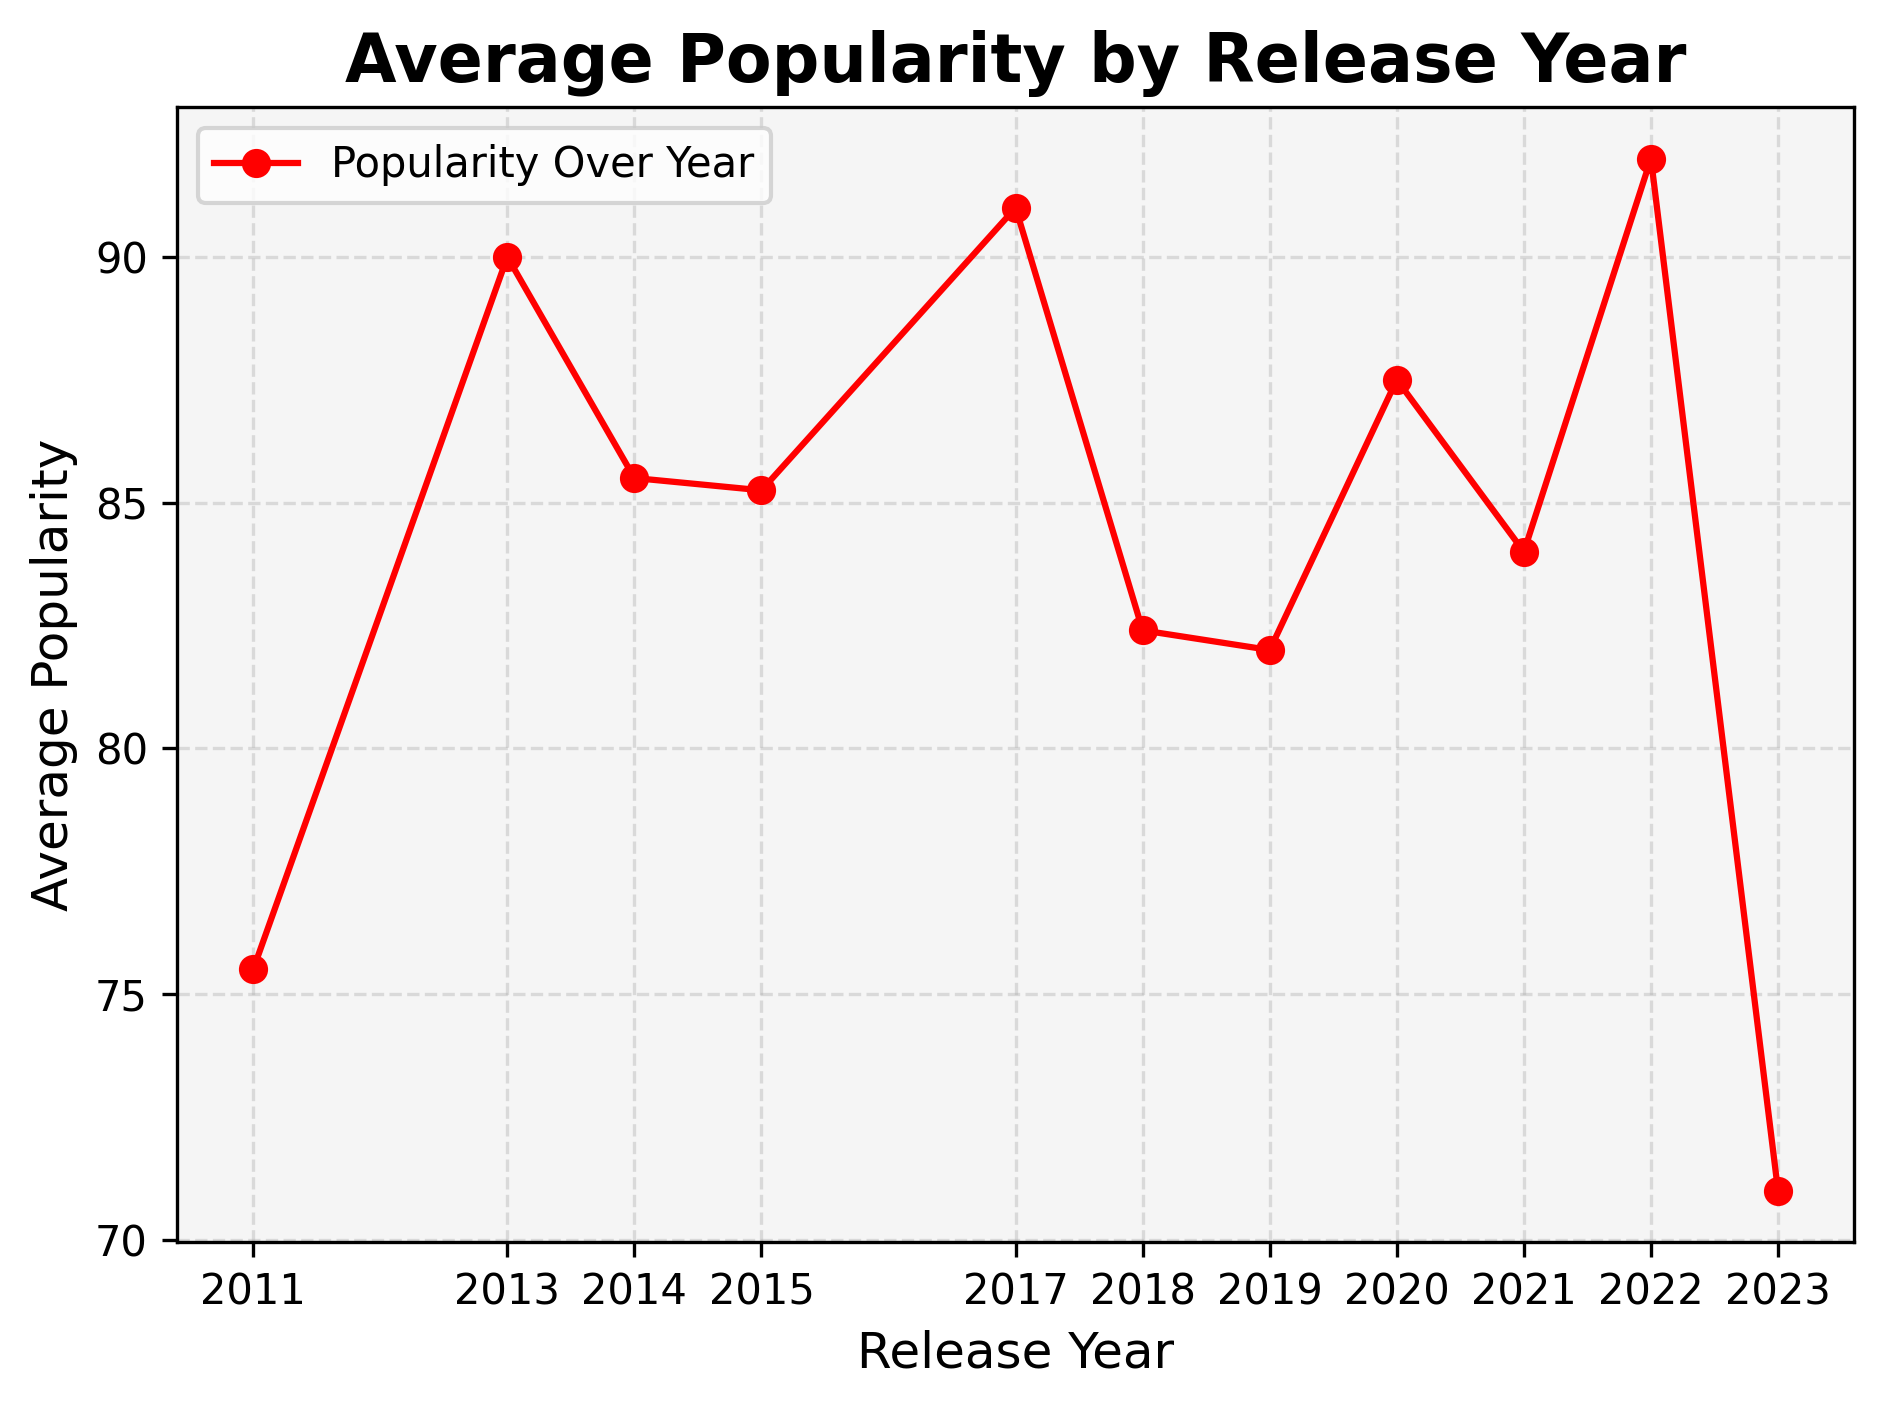 Average Popularity by Release Year
Popularity Over Year
Average Popularity
90
85
80
75
70
2011 2013 2014 2015 2017 2018 2019 2020 2021 2022 2023
Release Year